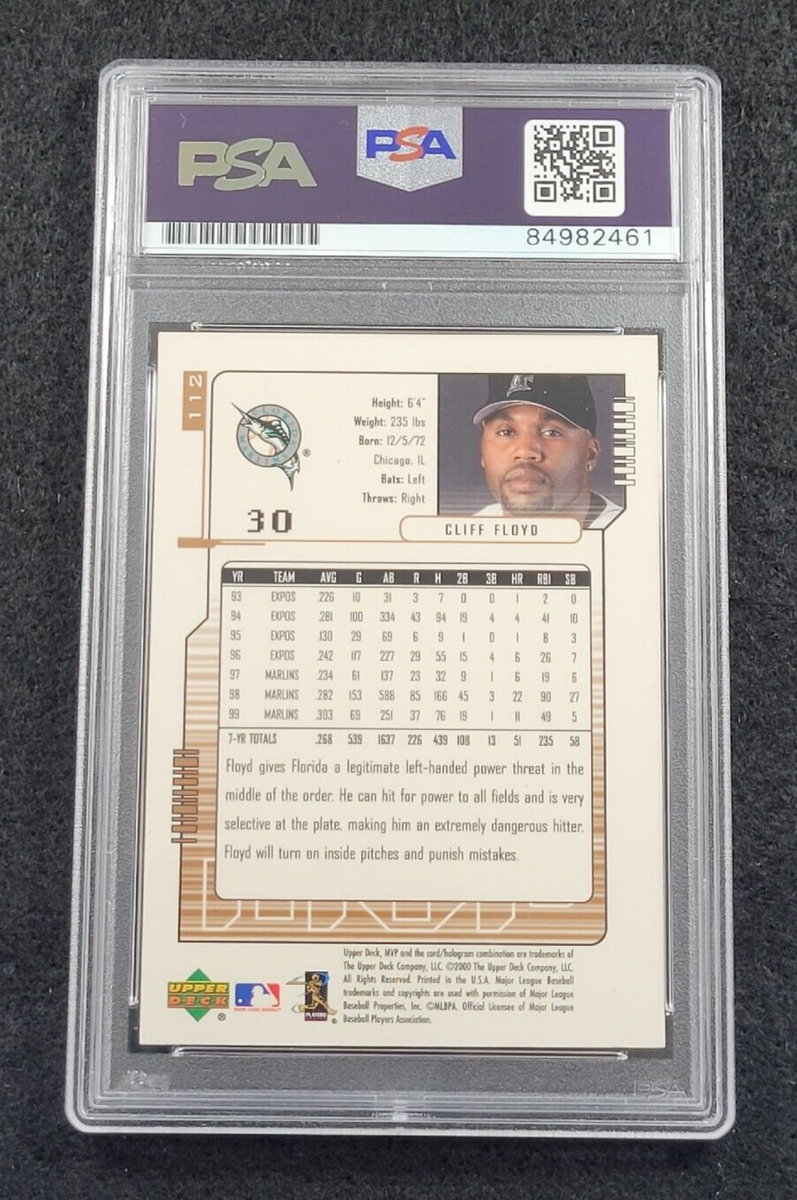 PSA
PSA
84982461
112
FLORIDA
®
Height: 6'4"
Weight: 235 lbs
Born: 12/5/72
Chicago, IL
Bats: Left
Throws: Right
30
CLIFF FLOYD
YR TEAM AVG G AB R H 2B 3B HR RBI SB
93 EXPOS .226 10 31 3 7 0 0 1 2 0
94 EXPOS .281 100 334 43 94 19 4 4 41 10
95 EXPOS .130 29 69 6 9 1 0 1 8 3
96 EXPOS .242 117 227 29 55 15 4 6 26 7
97 MARLINS .234 61 137 23 32 9 1 6 19 6
98 MARLINS .282 153 588 85 166 45 3 22 90 27
99 MARLINS .303 69 251 37 76 19 1 11 49 5
7-YR TOTALS .268 539 1637 226 439 108 13 51 235 58
Floyd gives Florida a legitimate left-handed power threat in the
middle of the order. He can hit for power to all fields and is very
selective at the plate, making him an extremely dangerous hitter.
Floyd will turn on inside pitches and punish mistakes.
Upper Deck, MVP and the card/hologram combination are trademarks of
The Upper Deck Company, LLC. ©2000 The Upper Deck Company, LLC.
All Rights Reserved. Printed in the U.S.A. Major League Baseball
trademarks and copyrights are used with permission of Major League
Baseball Properties, Inc. ©MLBPA. Official Licensee of Major League
Baseball Players Association.
UPPER
DECK
®
PLAYERS
®
PSA